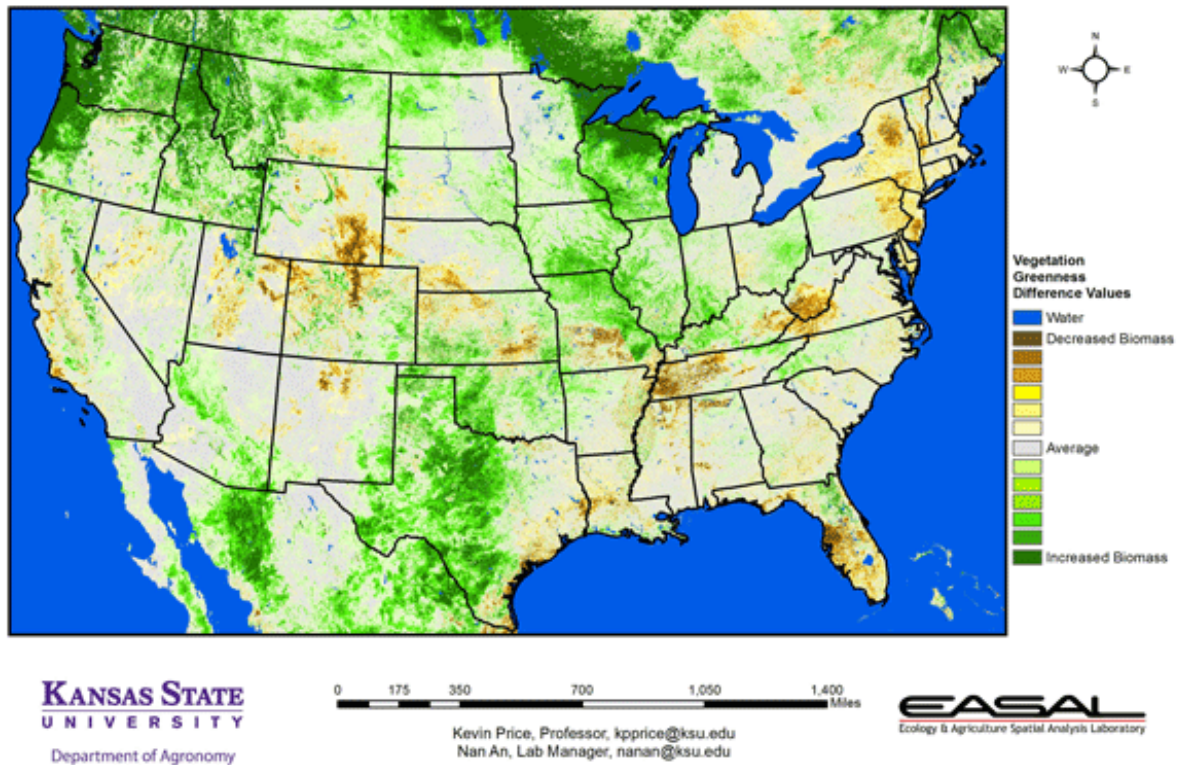 N
W E
S
Vegetation
Greenness
Difference Values
Water
Decreased Biomass
Average
Increased Biomass
KANSAS STATE
UNIVERSITY
Department of Agronomy
0 175 350 700 1,050 1,400
Miles
Kevin Price, Professor, kpprice@ksu.edu
Nan An, Lab Manager, nanan@ksu.edu
EASAL
Ecology & Agriculture Spatial Analysis Laboratory